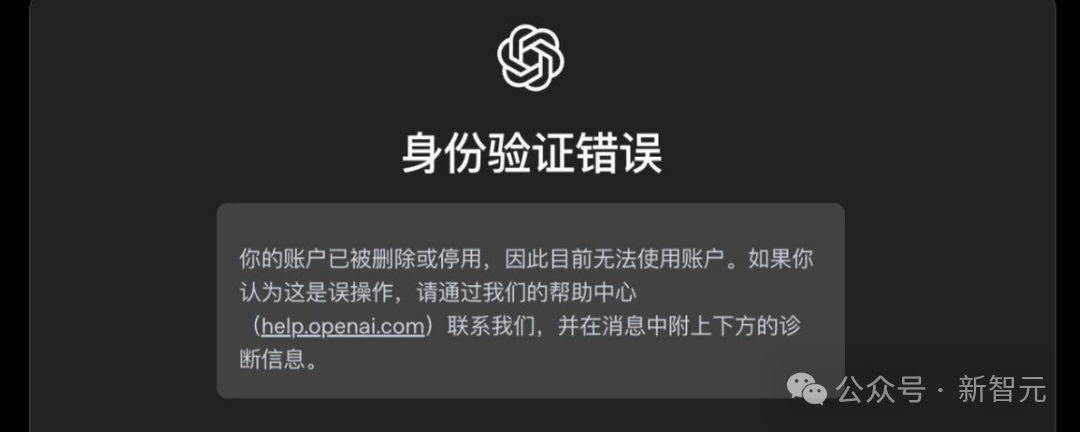 身份验证错误
你的账户已被删除或停用，因此目前无法使用账户。如果你
认为这是误操作，请通过我们的帮助中心
（help.openai.com）联系我们，并在消息中附上下方的诊
断信息。
公众号 · 新智元